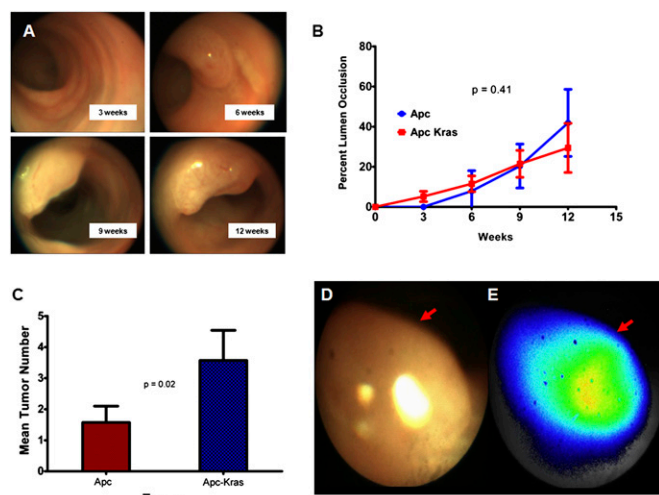 A
3 weeks
6 weeks
9 weeks
12 weeks
B
Percent Lumen Occlusion
80
60
40
20
0
p = 0.41
Apc
Apc Kras
0 3 6 9 12 15
Weeks
C
Mean Tumor Number
5
4
3
2
1
0
p = 0.02
Apc Apc-Kras
D
E